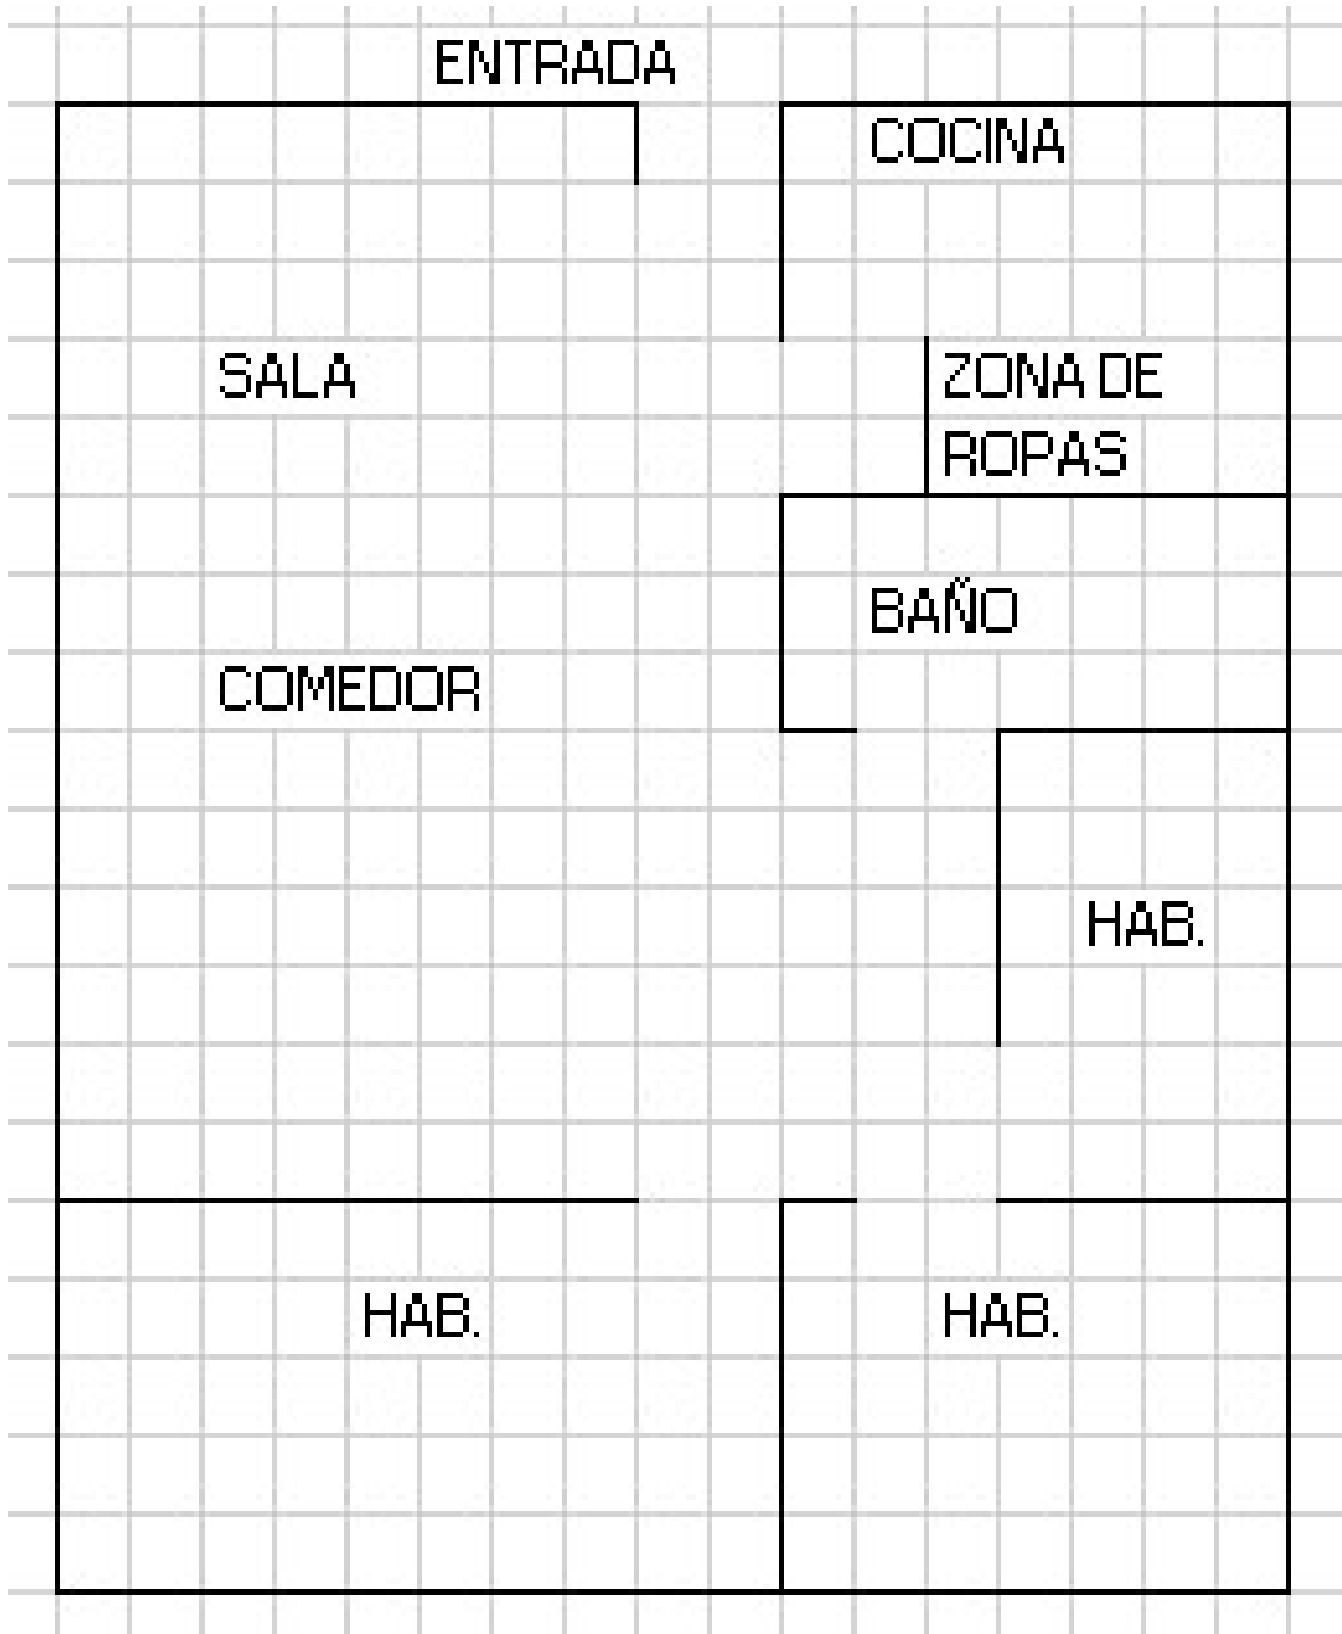 ENTRADA
COCINA
SALA
ZONA DE
ROPAS
BAÑO
COMEDOR
HAB.
HAB.
HAB.